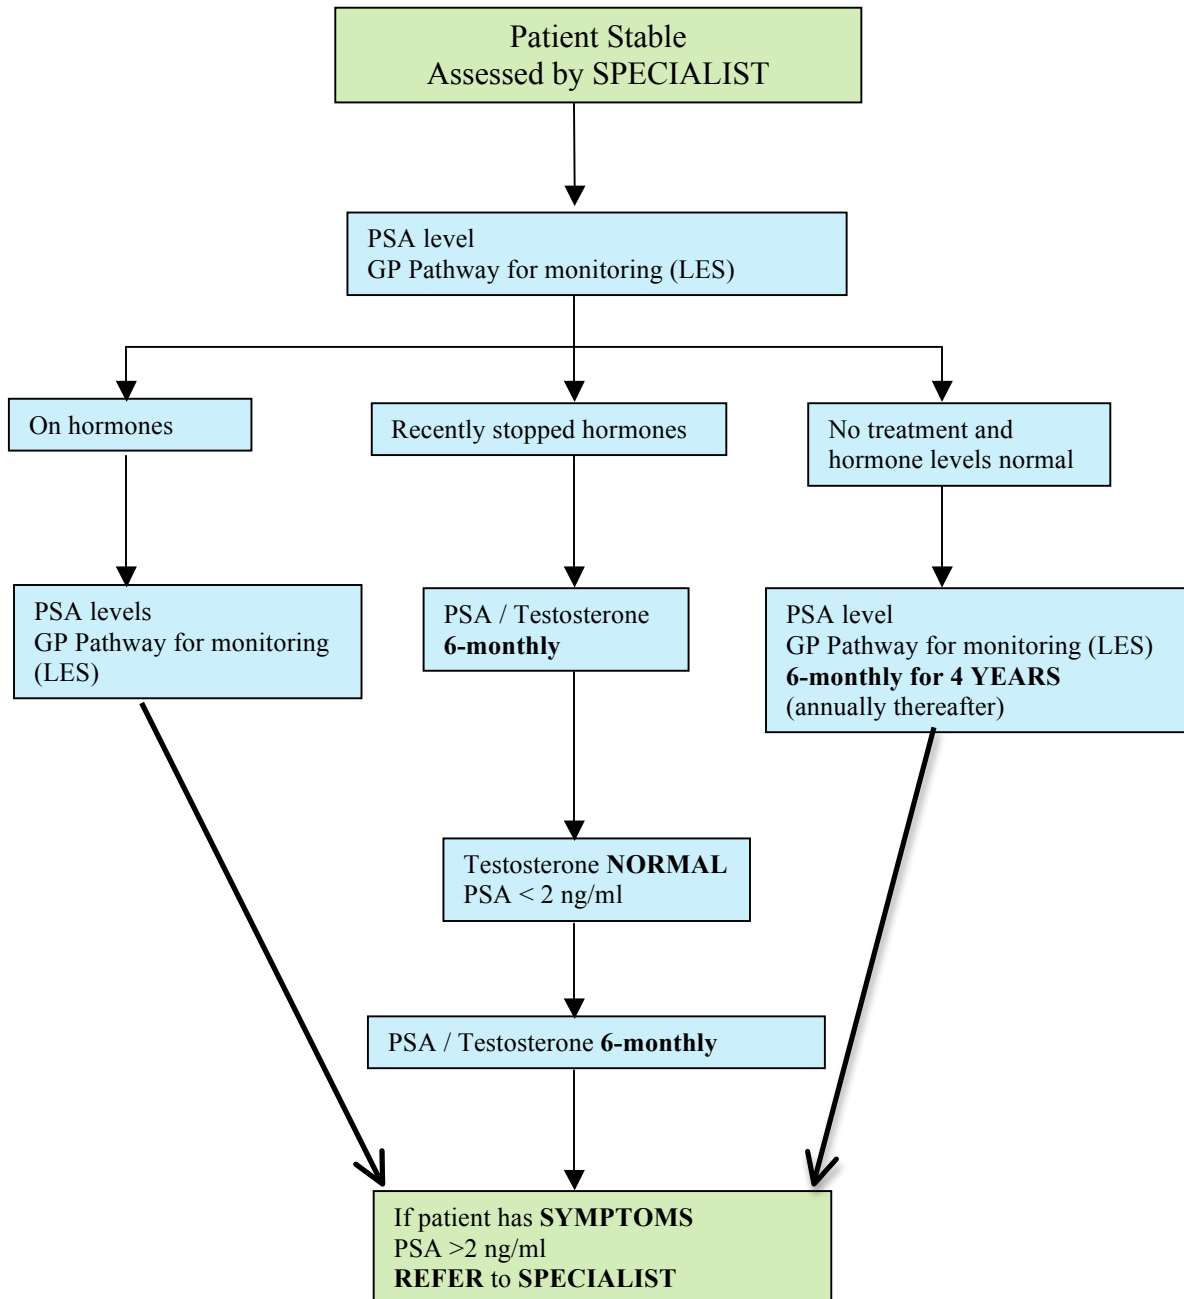 Patient Stable
Assessed by SPECIALIST
PSA level
GP Pathway for monitoring (LES)
On hormones
Recently stopped hormones
No treatment and
hormone levels normal
PSA levels
GP Pathway for monitoring
(LES)
PSA / Testosterone
6-monthly
PSA level
GP Pathway for monitoring (LES)
6-monthly for 4 YEARS
(annually thereafter)
Testosterone NORMAL
PSA < 2 ng/ml
PSA / Testosterone 6-monthly
If patient has SYMPTOMS
PSA >2 ng/ml
REFER to SPECIALIST